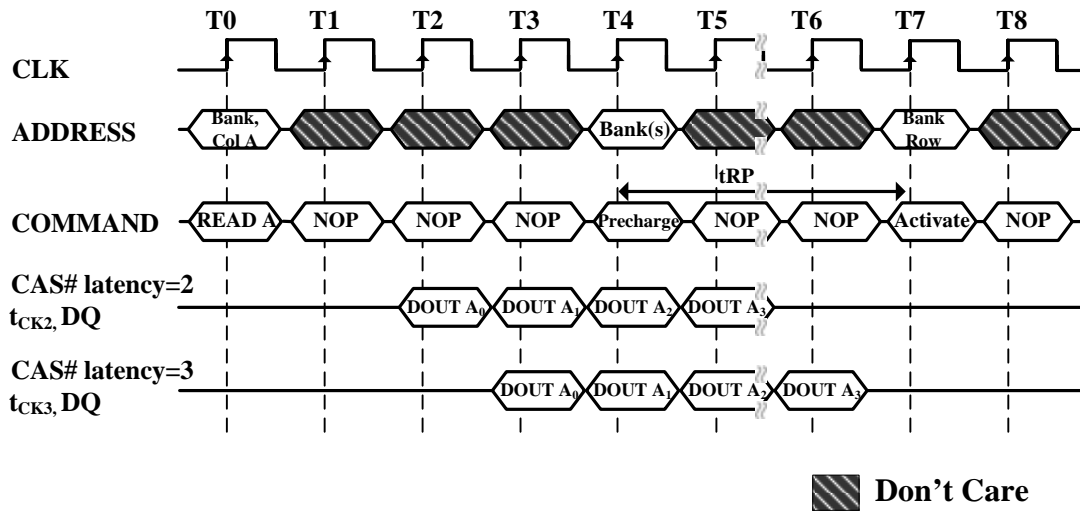 T0 T1 T2 T3 T4 T5 T6 T7 T8
CLK
ADDRESS Bank, Col A Bank(s) Bank Row
tRP
COMMAND READ A NOP NOP NOP Precharge NOP NOP Activate NOP
CAS# latency=2
tCK2, DQ DOUT A0 DOUT A1 DOUT A2 DOUT A3
CAS# latency=3
tCK3, DQ DOUT A0 DOUT A1 DOUT A2 DOUT A3
Don't Care